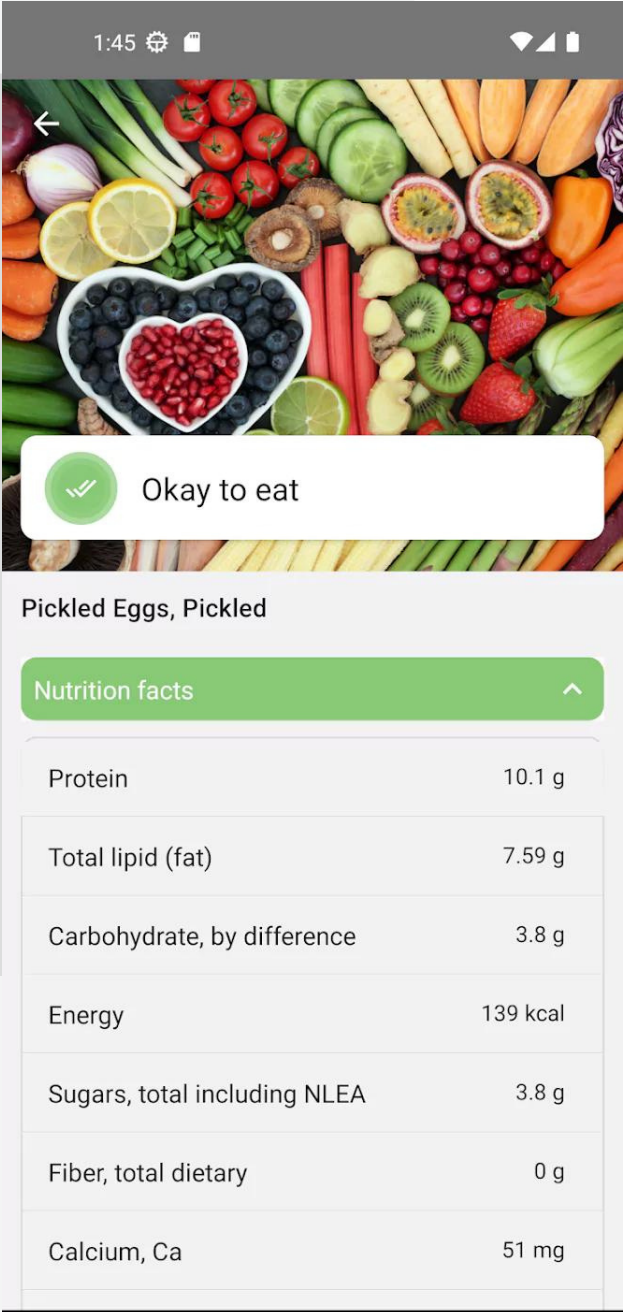 1:45
Okay to eat
Pickled Eggs, Pickled
Nutrition facts
Protein 10.1 g
Total lipid (fat) 7.59 g
Carbohydrate, by difference 3.8 g
Energy 139 kcal
Sugars, total including NLEA 3.8 g
Fiber, total dietary 0 g
Calcium, Ca 51 mg